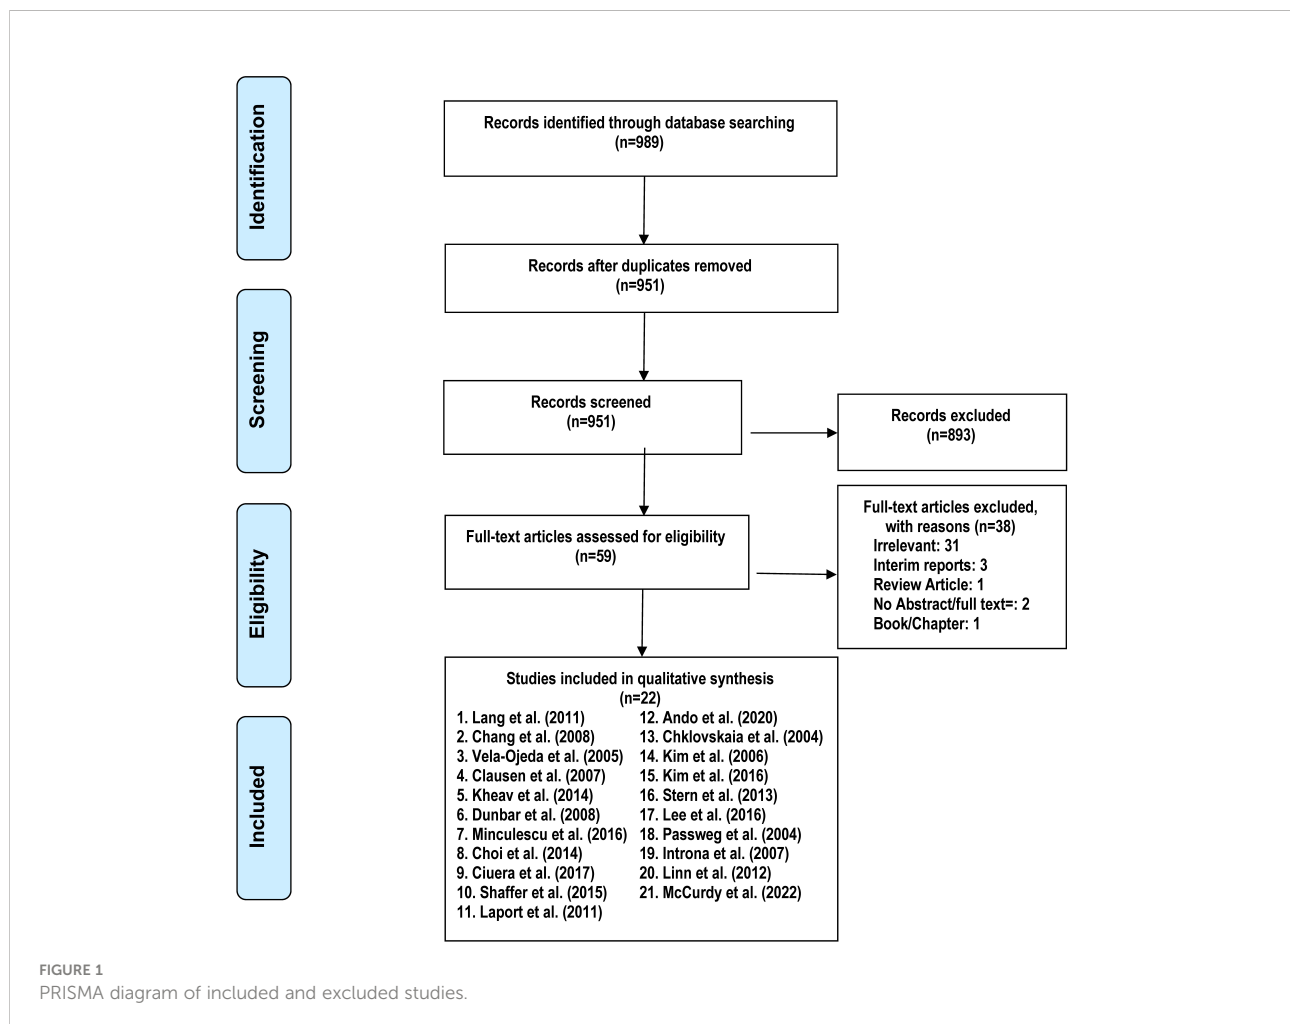 Identification
Records identified through database searching
(n=989)
Records after duplicates removed
(n=951)
Screening
Records screened
(n=951)
Records excluded
(n=893)
Eligibility
Full-text articles assessed for eligibility
(n=59)
Full-text articles excluded,
with reasons (n=38)
Irrelevant: 31
Interim reports: 3
Review Article: 1
No Abstract/full text=: 2
Book/Chapter: 1
Included
Studies included in qualitative synthesis
(n=22)
1. Lang et al. (2011)
2. Chang et al. (2008)
3. Vela-Ojeda et al. (2005)
4. Clausen et al. (2007)
5. Kheav et al. (2014)
6. Dunbar et al. (2008)
7. Minculescu et al. (2016)
8. Choi et al. (2014)
9. Ciuera et al. (2017)
10. Shaffer et al. (2015)
11. Laport et al. (2011)
12. Ando et al. (2020)
13. Chklovskaia et al. (2004)
14. Kim et al. (2006)
15. Kim et al. (2016)
16. Stern et al. (2013)
17. Lee et al. (2016)
18. Passweg et al. (2004)
19. Introna et al. (2007)
20. Linn et al. (2012)
21. McCurdy et al. (2022)
FIGURE 1
PRISMA diagram of included and excluded studies.